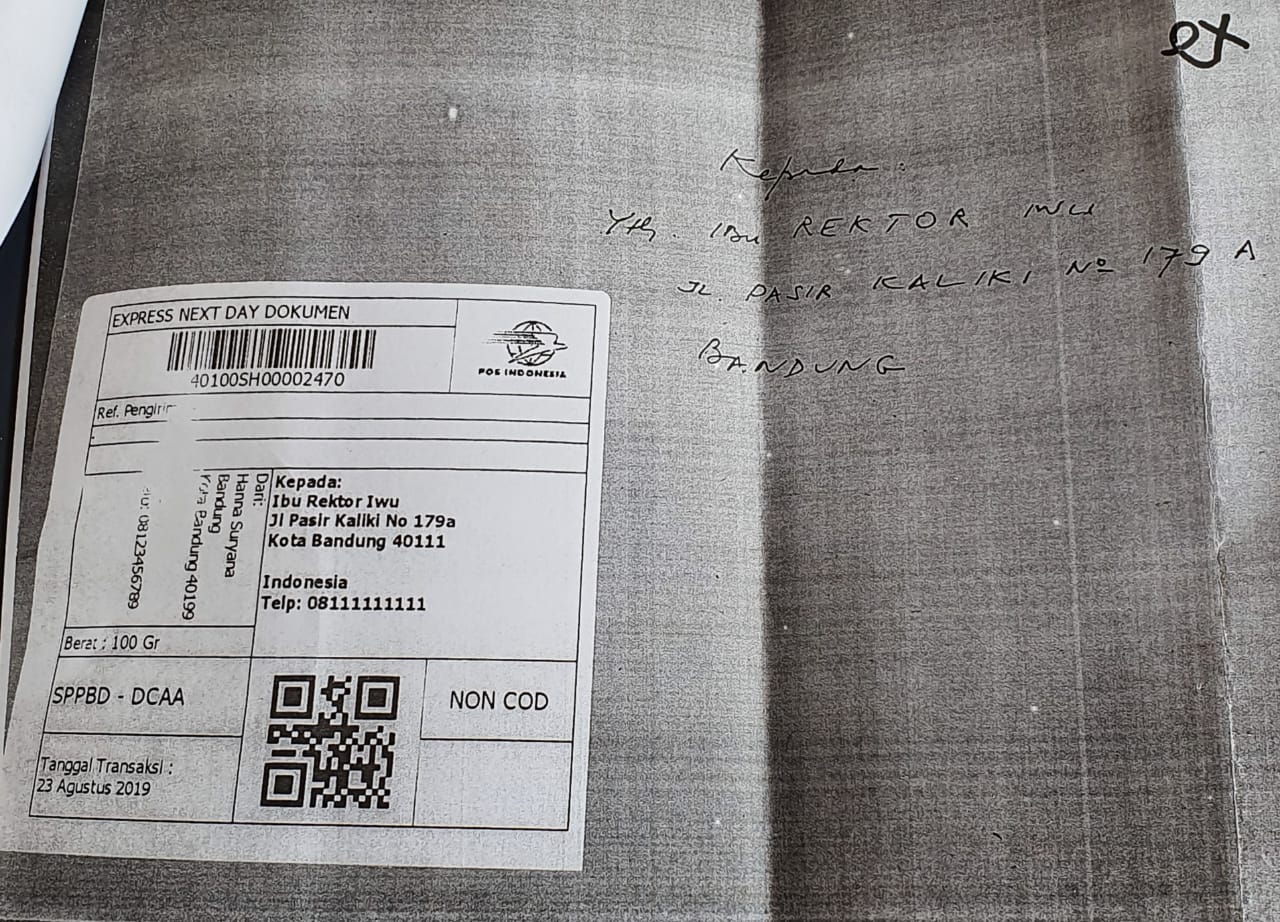 ex
Kepada :
Yth. IBu REKTOR IWU
JL. PASIR KALIKI No 179 A
BANDUNG
EXPRESS NEXT DAY DOKUMEN
40100SH00002470
POS INDONESIA
Ref. Pengirim
Dari:
Hanna Suryana
Bandung
Kota Bandung 40199
08123456789
Kepada:
Ibu Rektor Iwu
Jl Pasir Kaliki No 179a
Kota Bandung 40111
Indonesia
Telp: 08111111111
Berat : 100 Gr
SPPBD - DCAA
NON COD
Tanggal Transaksi :
23 Agustus 2019